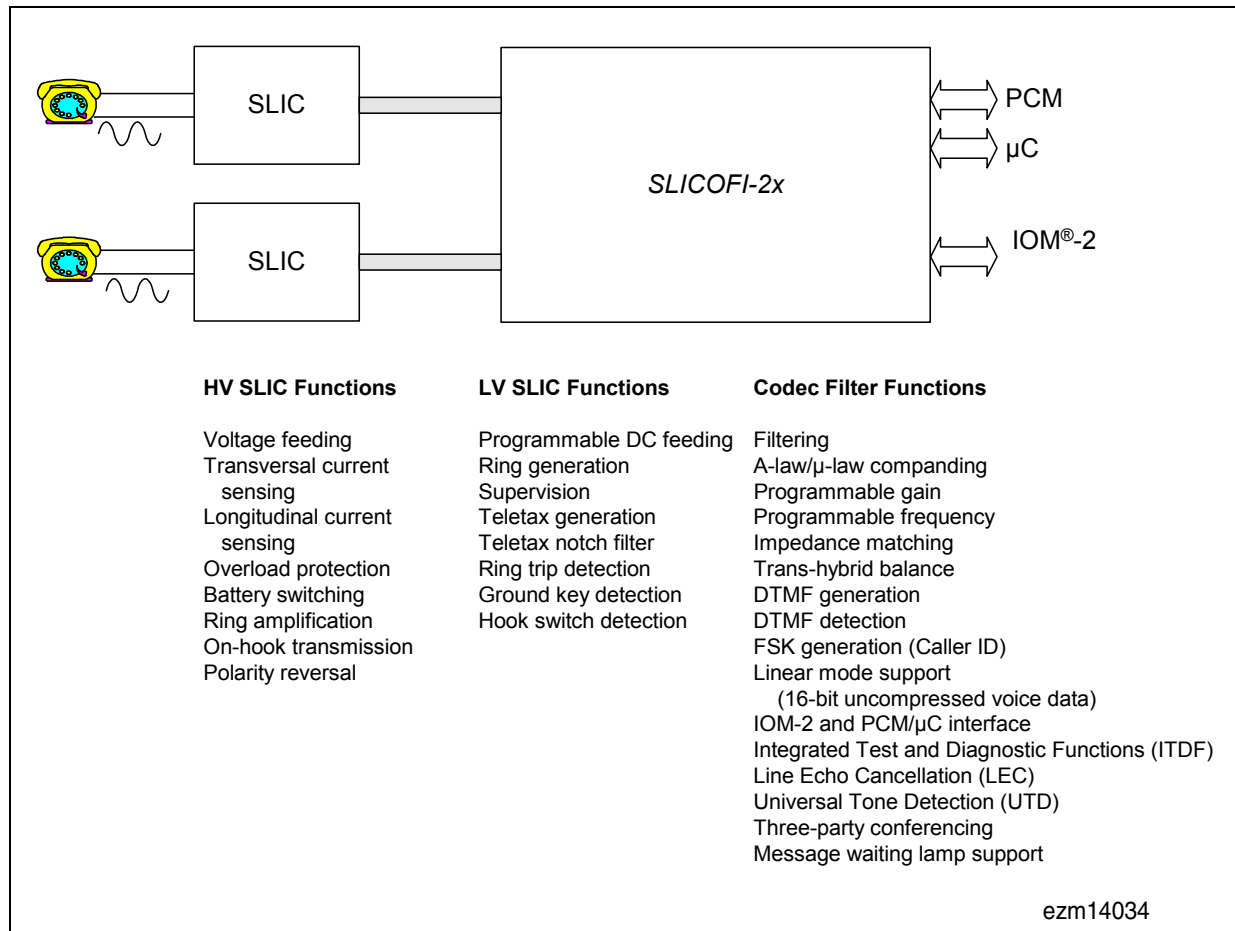 SLIC
PCM
µC
SLICOFI-2x
SLIC
IOM®-2
HV SLIC Functions
Voltage feeding
Transversal current
sensing
Longitudinal current
sensing
Overload protection
Battery switching
Ring amplification
On-hook transmission
Polarity reversal
LV SLIC Functions
Programmable DC feeding
Ring generation
Supervision
Teletax generation
Teletax notch filter
Ring trip detection
Ground key detection
Hook switch detection
Codec Filter Functions
Filtering
A-law/µ-law companding
Programmable gain
Programmable frequency
Impedance matching
Trans-hybrid balance
DTMF generation
DTMF detection
FSK generation (Caller ID)
Linear mode support
(16-bit uncompressed voice data)
IOM-2 and PCM/µC interface
Integrated Test and Diagnostic Functions (ITDF)
Line Echo Cancellation (LEC)
Universal Tone Detection (UTD)
Three-party conferencing
Message waiting lamp support
ezm14034